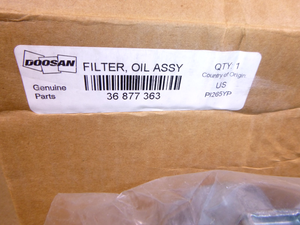 DOOSAN
Genuine
Parts
FILTER, OIL ASSY
36 877 363
QTY: 1
Country of Origin:
US
PI265YP